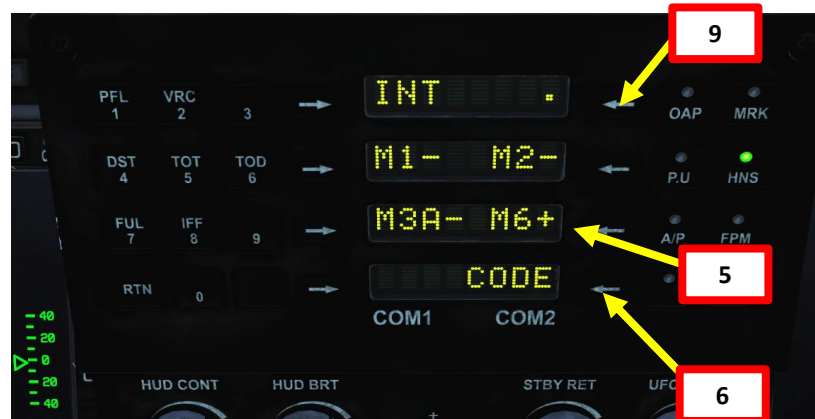 9
PFL VRC
1 2 3
INT .
OAP MRK
DST TOT TOD
4 5 6
M1- M2-
P.U HNS
FUL IFF
7 8 9
M3A- M6+
A/P FPM
5
RTN 0
CODE
COM1 COM2
40
20
0
20
40
HUD CONT HUD BRT STBY RET UFC
6